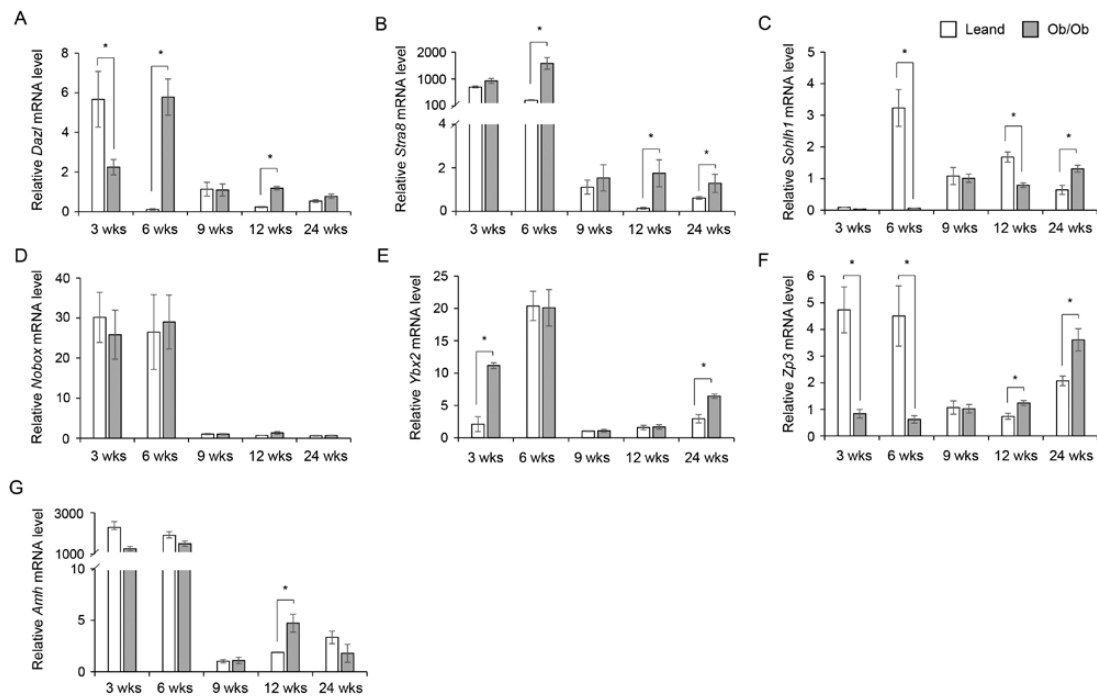 A
B
C
Leand
Ob/Ob
Relative Dazl mRNA level
8
6
4
2
0
*
*
*
3 wks 6 wks 9 wks 12 wks 24 wks
Relative Stra8 mRNA level
2000
1000
100
4
2
0
*
*
*
3 wks 6 wks 9 wks 12 wks 24 wks
Relative Sohlh1 mRNA level
5
4
3
2
1
0
*
*
*
3 wks 6 wks 9 wks 12 wks 24 wks
D
E
F
Relative Nobox mRNA level
40
30
20
10
0
3 wks 6 wks 9 wks 12 wks 24 wks
Relative Ybx2 mRNA level
25
20
15
10
5
0
*
*
3 wks 6 wks 9 wks 12 wks 24 wks
Relative Zp3 mRNA level
6
5
4
3
2
1
0
*
*
*
*
3 wks 6 wks 9 wks 12 wks 24 wks
G
Relative Amh mRNA level
3000
1000
10
5
0
*
3 wks 6 wks 9 wks 12 wks 24 wks